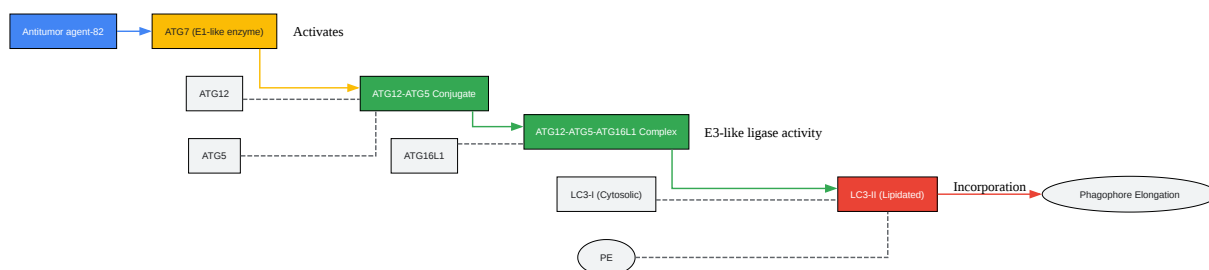 Antitumor agent-82
ATG7 (E1-like enzyme)
Activates
ATG12
ATG12-ATG5 Conjugate
ATG5
ATG16L1
ATG12-ATG5-ATG16L1 Complex
E3-like ligase activity
LC3-I (Cytosolic)
LC3-II (Lipidated)
Incorporation
Phagophore Elongation
PE